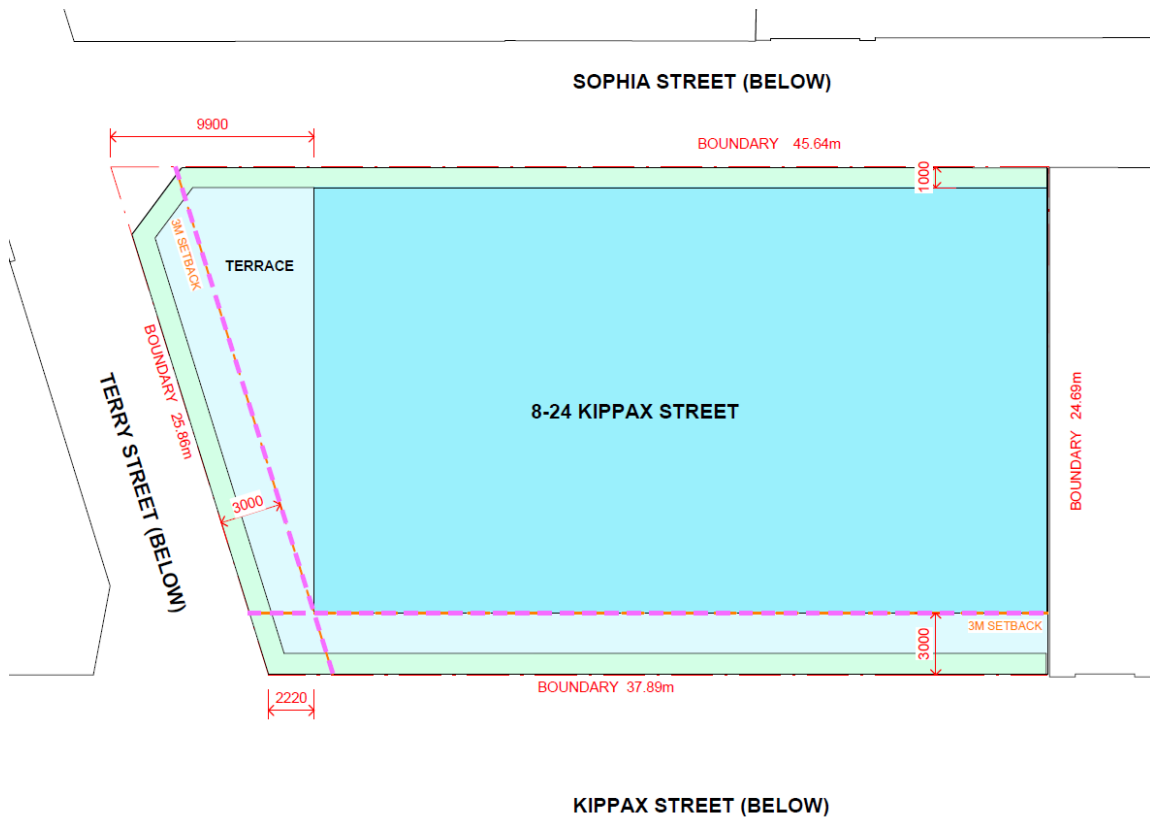 SOPHIA STREET (BELOW)
9900
BOUNDARY 45.64m
1000
3M SETBACK
TERRACE
BOUNDARY 25.86m
TERRY STREET (BELOW)
8-24 KIPPAX STREET
BOUNDARY 24.69m
3000
3M SETBACK
3000
BOUNDARY 37.89m
2220
KIPPAX STREET (BELOW)